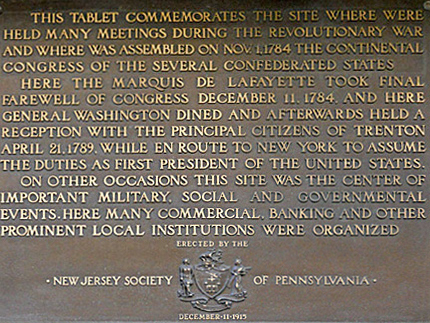 THIS TABLET COMMEMORATES THE SITE WHERE WERE
HELD MANY MEETINGS DURING THE REVOLUTIONARY WAR
AND WHERE WAS ASSEMBLED ON NOV. 1, 1784 THE CONTINENTAL
CONGRESS OF THE SEVERAL CONFEDERATED STATES
HERE THE MARQUIS DE LAFAYETTE TOOK FINAL
FAREWELL OF CONGRESS DECEMBER 11, 1784, AND HERE
GENERAL WASHINGTON DINED AND AFTERWARDS HELD A
RECEPTION WITH THE PRINCIPAL CITIZENS OF TRENTON
APRIL 21, 1789, WHILE EN ROUTE TO NEW YORK TO ASSUME
THE DUTIES AS FIRST PRESIDENT OF THE UNITED STATES.
ON OTHER OCCASIONS THIS SITE WAS THE CENTER OF
IMPORTANT MILITARY, SOCIAL AND GOVERNMENTAL
EVENTS. HERE MANY COMMERCIAL, BANKING AND OTHER
PROMINENT LOCAL INSTITUTIONS WERE ORGANIZED
ERECTED BY THE
· NEW JERSEY SOCIETY OF PENNSYLVANIA ·
DECEMBER · 11 · 1915